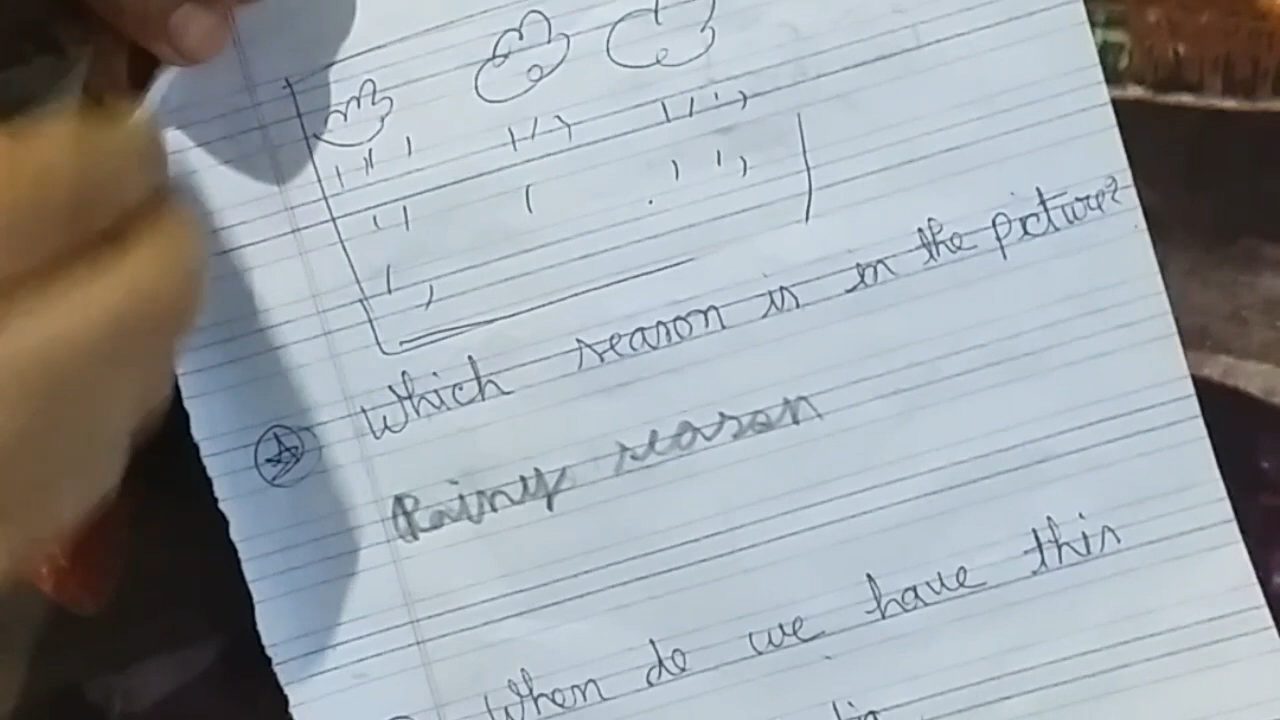 Which season is in the picture?
Rainy season
When do we have this